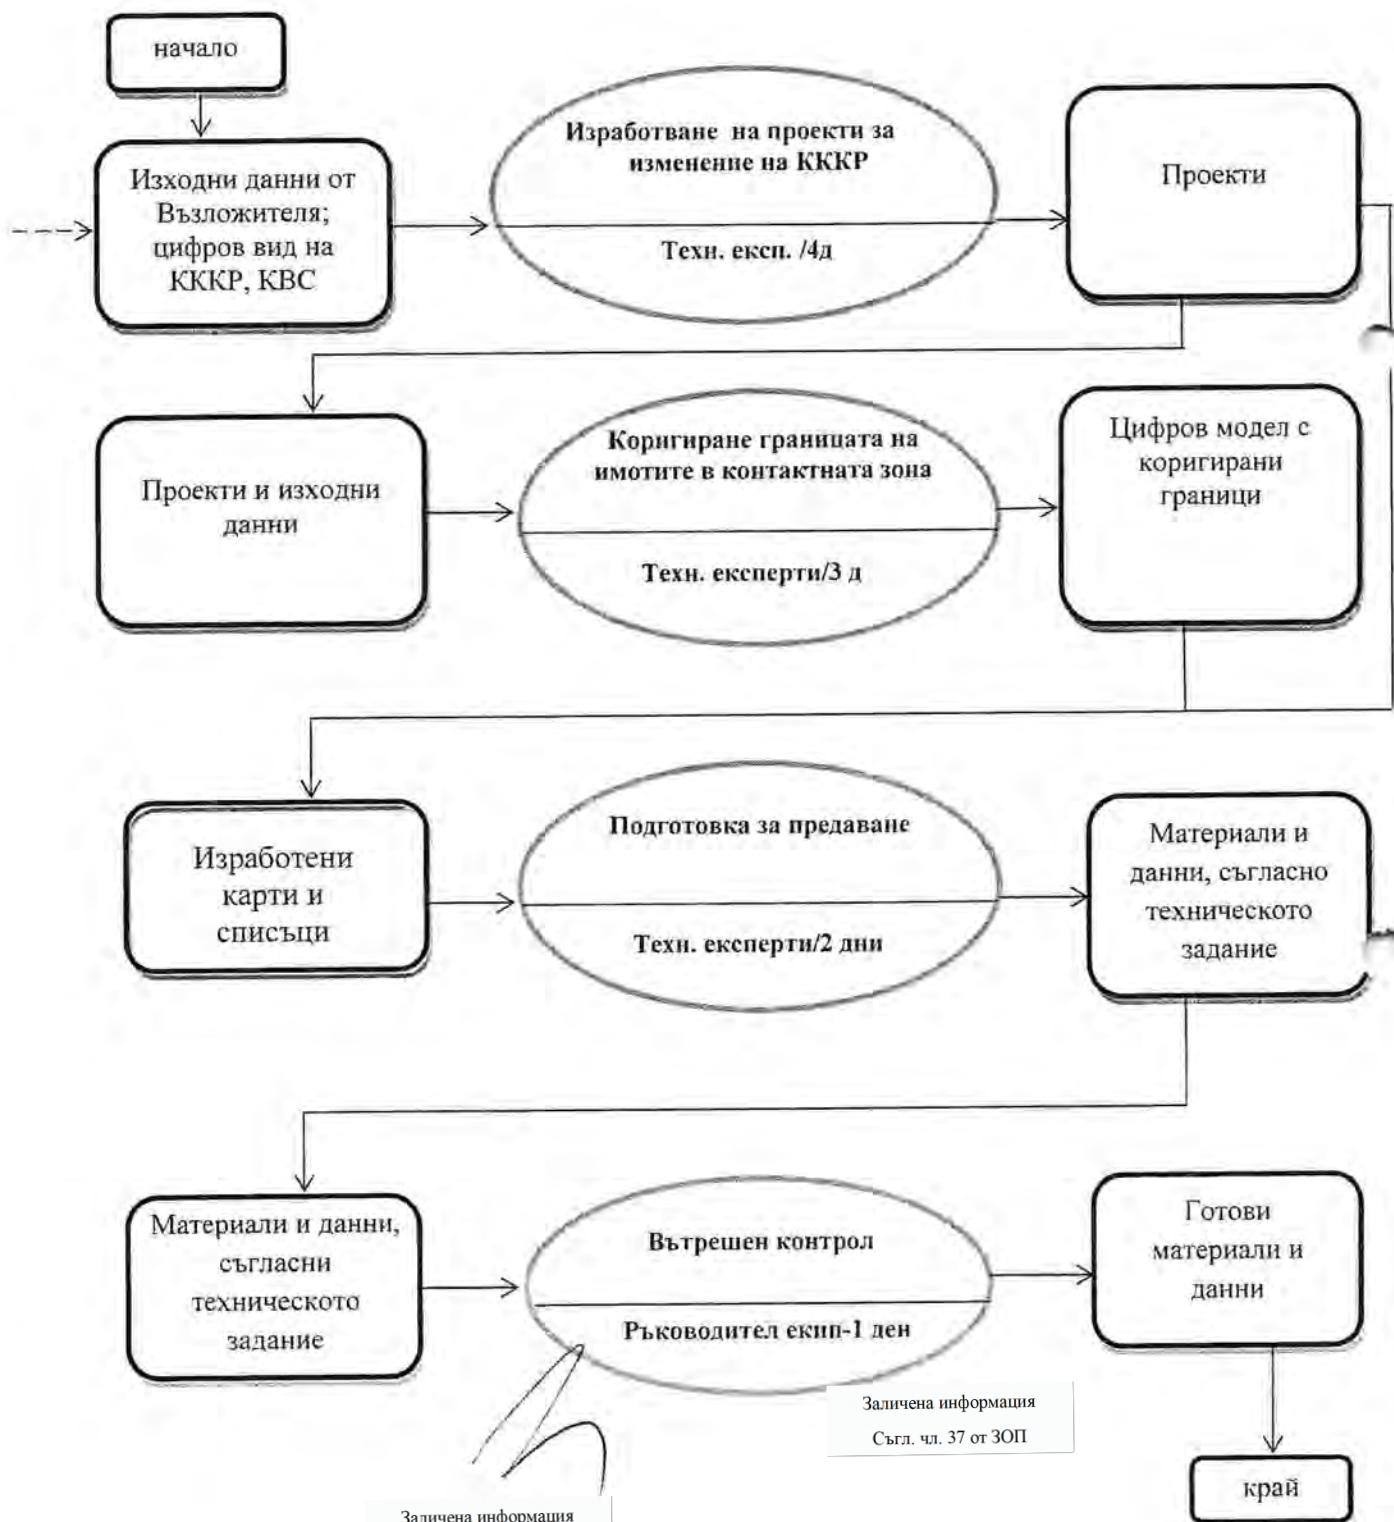 начало
Изходни данни от
Възложителя;
цифров вид на
КККР, КВС
Изработване на проекти за
изменение на КККР
Техн. експ. /4д
Проекти
Проекти и изходни
данни
Коригиране границата на
имотите в контактната зона
Техн. експерти/3 д
Цифров модел с
коригирани
граници
Изработени
карти и
списъци
Подготовка за предаване
Техн. експерти/2 дни
Материали и
данни, съгласно
техническото
задание
Материали и данни,
съгласни
техническото
задание
Вътрешен контрол
Ръководител екип-1 ден
Готови
материали и
данни
Заличена информация
Съгл. чл. 37 от ЗОП
край
Заличена информация